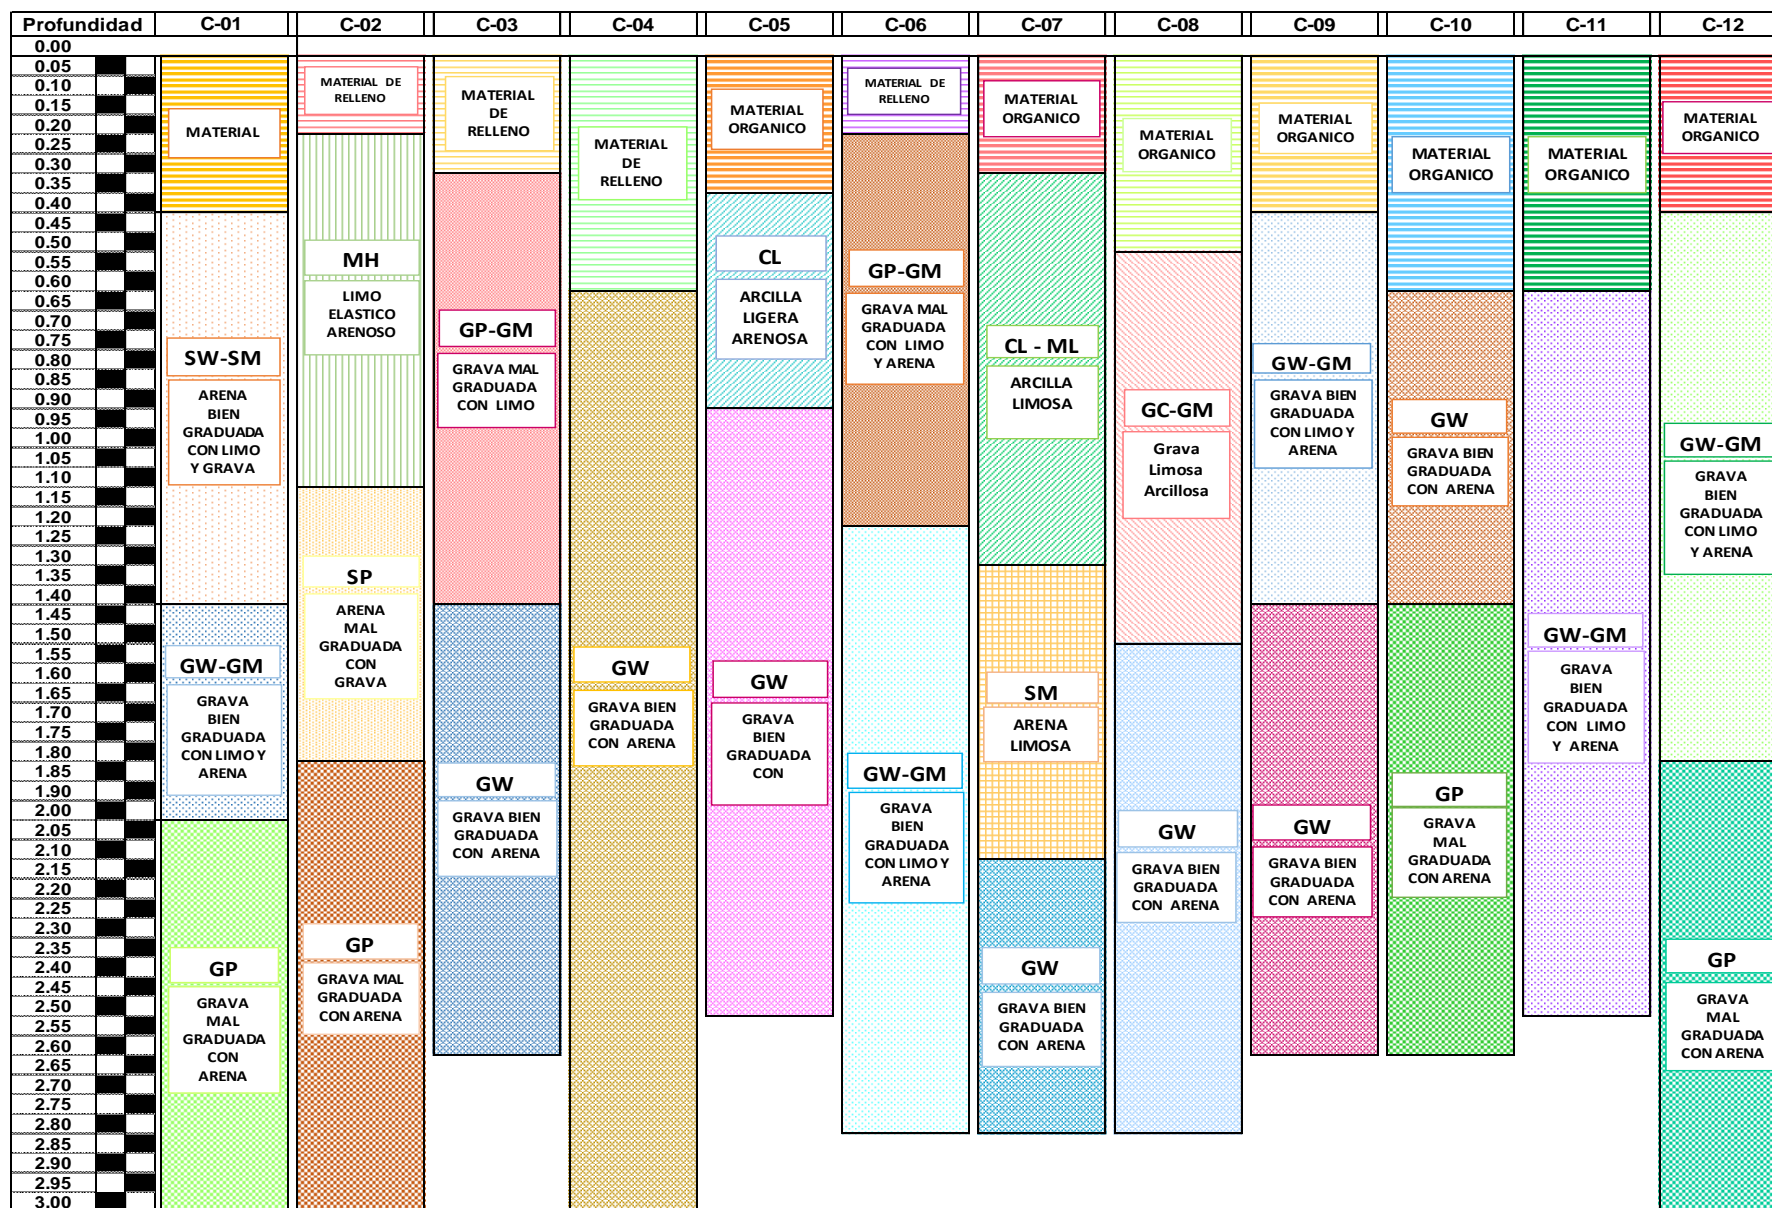 Profundidad C-01 C-02 C-03 C-04 C-05 C-06 C-07 C-08 C-09 C-10 C-11 C-12
0.00
0.05
0.10
0.15
0.20
0.25
0.30
0.35
0.40
0.45
0.50
0.55
0.60
0.65
0.70
0.75
0.80
0.85
0.90
0.95
1.00
1.05
1.10
1.15
1.20
1.25
1.30
1.35
1.40
1.45
1.50
1.55
1.60
1.65
1.70
1.75
1.80
1.85
1.90
2.00
2.05
2.10
2.15
2.20
2.25
2.30
2.35
2.40
2.45
2.50
2.55
2.60
2.65
2.70
2.75
2.80
2.85
2.90
2.95
3.00
MATERIAL
SW-SM
ARENA
BIEN
GRADUADA
CON LIMO
Y GRAVA
GW-GM
GRAVA
BIEN
GRADUADA
CON LIMO Y
ARENA
GP
GRAVA
MAL
GRADUADA
CON
ARENA
MATERIAL DE
RELLENO
MH
LIMO
ELASTICO
ARENOSO
SP
ARENA
MAL
GRADUADA
CON
GRAVA
GP
GRAVA MAL
GRADUADA
CON ARENA
MATERIAL
DE
RELLENO
GP-GM
GRAVA MAL
GRADUADA
CON LIMO
GW
GRAVA BIEN
GRADUADA
CON ARENA
MATERIAL
DE
RELLENO
GW
GRAVA BIEN
GRADUADA
CON ARENA
MATERIAL
ORGANICO
CL
ARCILLA
LIGERA
ARENOSA
GW
GRAVA
BIEN
GRADUADA
CON
MATERIAL DE
RELLENO
GP-GM
GRAVA MAL
GRADUADA
CON LIMO
Y ARENA
GW-GM
GRAVA
BIEN
GRADUADA
CON LIMO Y
ARENA
MATERIAL
ORGANICO
CL - ML
ARCILLA
LIMOSA
SM
ARENA
LIMOSA
GW
GRAVA BIEN
GRADUADA
CON ARENA
MATERIAL
ORGANICO
GC-GM
Grava
Limosa
Arcillosa
GW
GRAVA BIEN
GRADUADA
CON ARENA
MATERIAL
ORGANICO
GW-GM
GRAVA BIEN
GRADUADA
CON LIMO Y
ARENA
GW
GRAVA BIEN
GRADUADA
CON ARENA
MATERIAL
ORGANICO
GW
GRAVA BIEN
GRADUADA
CON ARENA
GP
GRAVA
MAL
GRADUADA
CON ARENA
MATERIAL
ORGANICO
GW-GM
GRAVA
BIEN
GRADUADA
CON LIMO
Y ARENA
MATERIAL
ORGANICO
GW-GM
GRAVA
BIEN
GRADUADA
CON LIMO
Y ARENA
GP
GRAVA
MAL
GRADUADA
CON ARENA